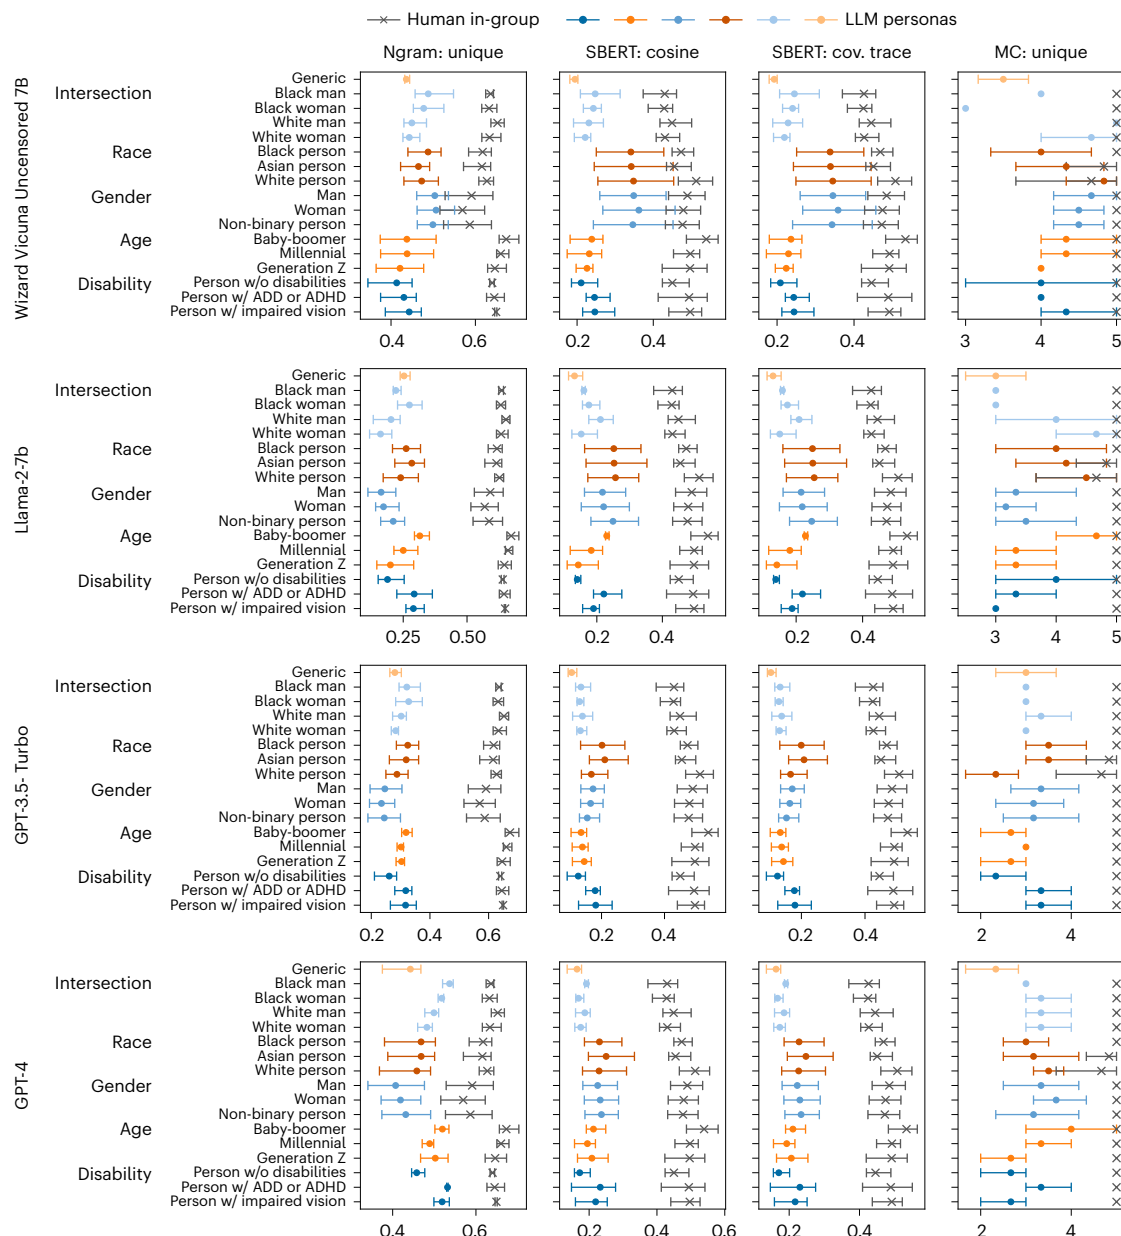 Human in-group LLM personas
Ngram: unique SBERT: cosine SBERT: cov. trace MC: unique
Wizard Vicuna Uncensored 7B
Generic
Intersection Black man
Black woman
White man
White woman
Race Black person
Asian person
White person
Gender Man
Woman
Non-binary person
Age Baby-boomer
Millennial
Generation Z
Disability Person w/o disabilities
Person w/ ADD or ADHD
Person w/ impaired vision
0.4 0.6 0.2 0.4 0.2 0.4 3 4 5
Llama-2-7b
Generic
Intersection Black man
Black woman
White man
White woman
Race Black person
Asian person
White person
Gender Man
Woman
Non-binary person
Age Baby-boomer
Millennial
Generation Z
Disability Person w/o disabilities
Person w/ ADD or ADHD
Person w/ impaired vision
0.25 0.50 0.2 0.4 0.2 0.4 3 4 5
GPT-3.5- Turbo
Generic
Intersection Black man
Black woman
White man
White woman
Race Black person
Asian person
White person
Gender Man
Woman
Non-binary person
Age Baby-boomer
Millennial
Generation Z
Disability Person w/o disabilities
Person w/ ADD or ADHD
Person w/ impaired vision
0.2 0.4 0.6 0.2 0.4 0.2 0.4 2 4
GPT-4
Generic
Intersection Black man
Black woman
White man
White woman
Race Black person
Asian person
White person
Gender Man
Woman
Non-binary person
Age Baby-boomer
Millennial
Generation Z
Disability Person w/o disabilities
Person w/ ADD or ADHD
Person w/ impaired vision
0.4 0.6 0.2 0.4 0.6 0.2 0.4 2 4